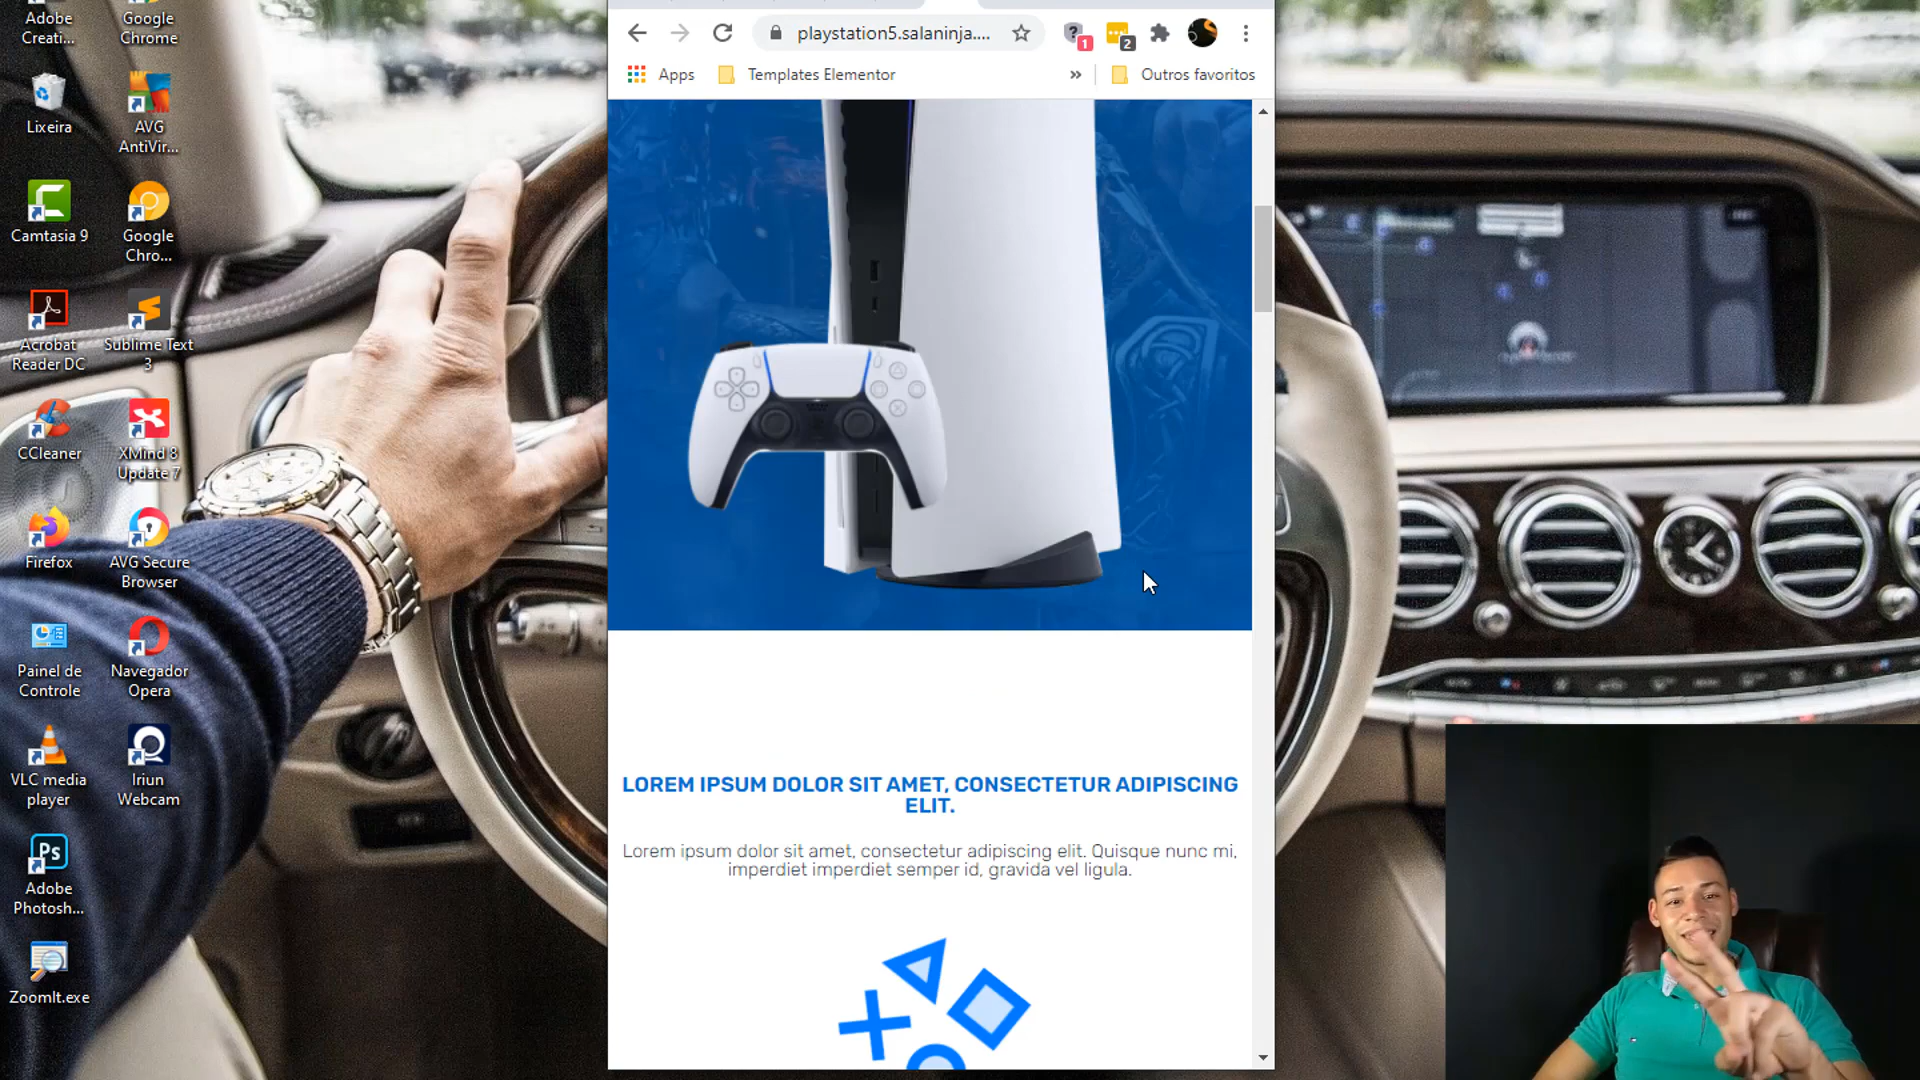 Adobe
Creati...
Google
Chrome
Lixeira
AVG
AntiVir...
Camtasia 9
Google
Chro...
Acrobat
Reader DC
Sublime Text
3
CCleaner
XMind 8
Update 7
Firefox
AVG Secure
Browser
Painel de
Controle
Navegador
Opera
VLC media
player
Iriun
Webcam
Ps
Adobe
Photosh...
ZoomIt.exe
playstation5.salaninja....
1
2
Apps
Templates Elementor
»
Outros favoritos
LOREM IPSUM DOLOR SIT AMET, CONSECTETUR ADIPISCING
ELIT.
Lorem ipsum dolor sit amet, consectetur adipiscing elit. Quisque nunc mi,
imperdiet imperdiet semper id, gravida vel ligula.